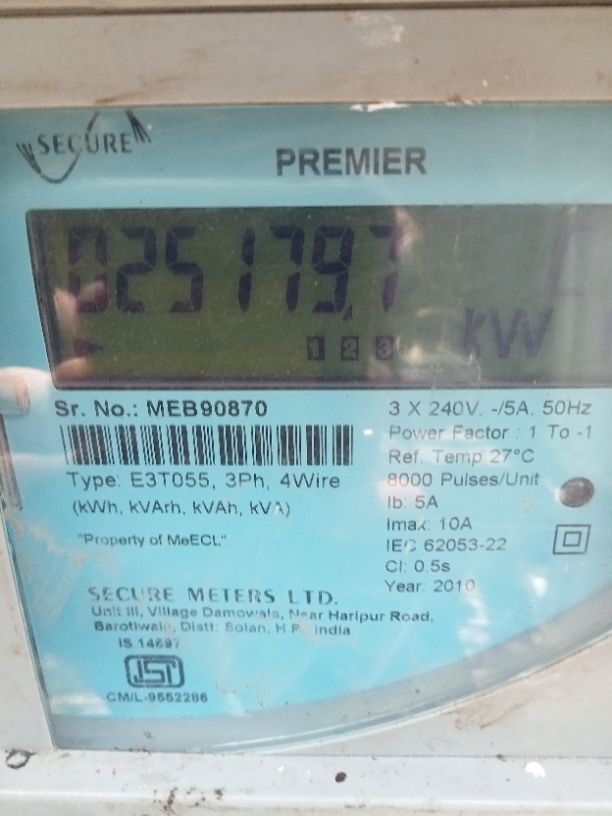 SECURE
PREMIER
025179.7
1 2 3 kW
Sr. No.: MEB90870
3 X 240V. -/5A. 50Hz
Power Factor : 1 To -1
Ref. Temp 27°C
Type: E3T055, 3Ph, 4Wire
8000 Pulses/Unit
(kWh, kVArh, kVAh, kVA)
Ib: 5A
Imax: 10A
"Property of MeECL"
IEC 62053-22
Cl: 0.5s
Year: 2010
SECURE METERS LTD.
Unit III, Village Damowala, Near Haripur Road,
Barotiwala, Distt: Solan, H.P. India
IS 14697
ISI
CM/L-9552286